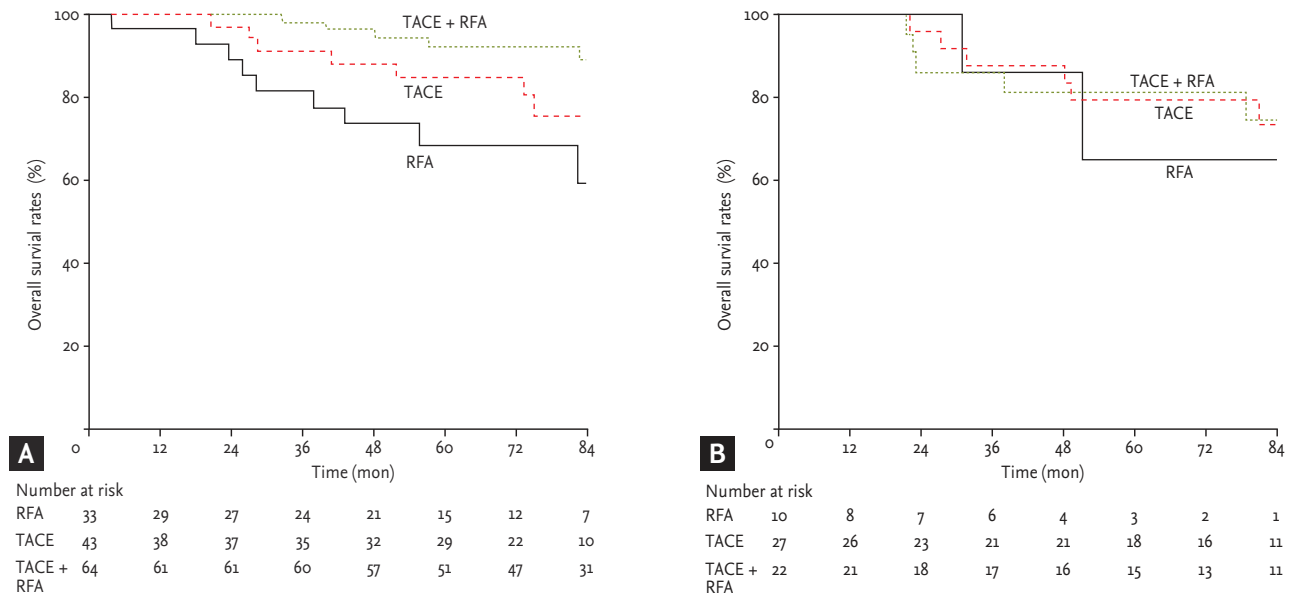 100
80
60
40
20
0
Overall survial rates (%)
TACE + RFA
TACE
RFA
0 12 24 36 48 60 72 84
Time (mon)
A
Number at risk
RFA 33 29 27 24 21 15 12 7
TACE 43 38 37 35 32 29 22 10
TACE + 64 61 61 60 57 51 47 31
RFA
100
80
60
40
20
Overall survival rates (%)
TACE + RFA
TACE
RFA
0 12 24 36 48 60 72 84
Time (mon)
B
Number at risk
RFA 10 8 7 6 4 3 2 1
TACE 27 26 23 21 21 18 16 11
TACE + 22 21 18 17 16 15 13 11
RFA